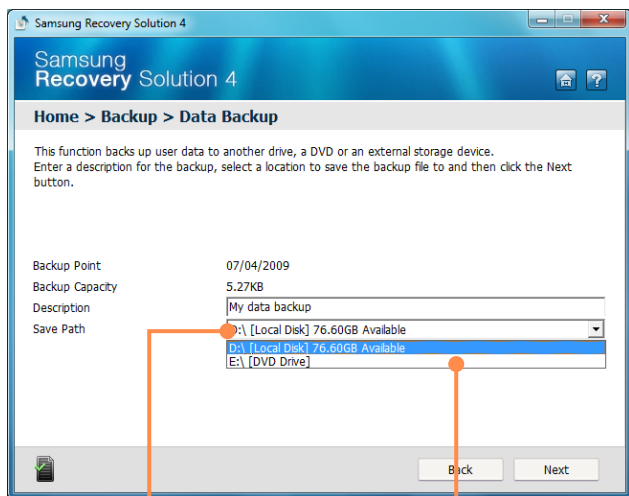 Samsung Recovery Solution 4
Samsung
Recovery Solution 4
Home > Backup > Data Backup
This function backs up user data to another drive, a DVD or an external storage device.
Enter a description for the backup, select a location to save the backup file to and then click the Next
button.
Backup Point 07/04/2009
Backup Capacity 5.27KB
Description My data backup
Save Path D:\ [Local Disk] 76.60GB Available
D:\ [Local Disk] 76.60GB Available
E:\ [DVD Drive]
Back Next